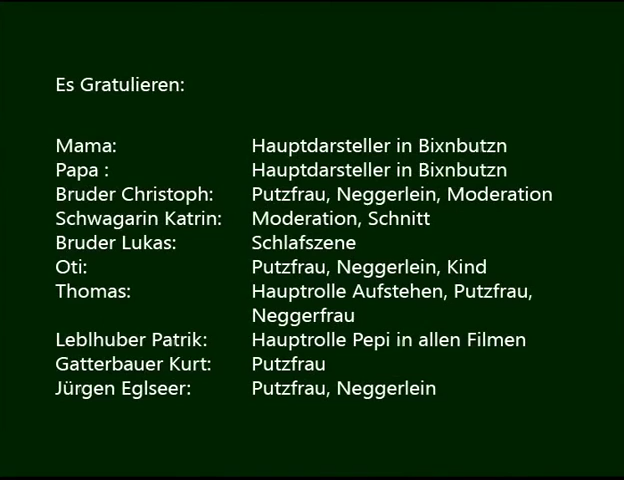 Es Gratulieren:
Mama: Hauptdarsteller in Bixnbutzn
Papa : Hauptdarsteller in Bixnbutzn
Bruder Christoph: Putzfrau, Neggerlein, Moderation
Schwagarin Katrin: Moderation, Schnitt
Bruder Lukas: Schlafszene
Oti: Putzfrau, Neggerlein, Kind
Thomas: Hauptrolle Aufstehen, Putzfrau,
Neggerfrau
Leblhuber Patrik: Hauptrolle Pepi in allen Filmen
Gatterbauer Kurt: Putzfrau
Jürgen Eglseer: Putzfrau, Neggerlein